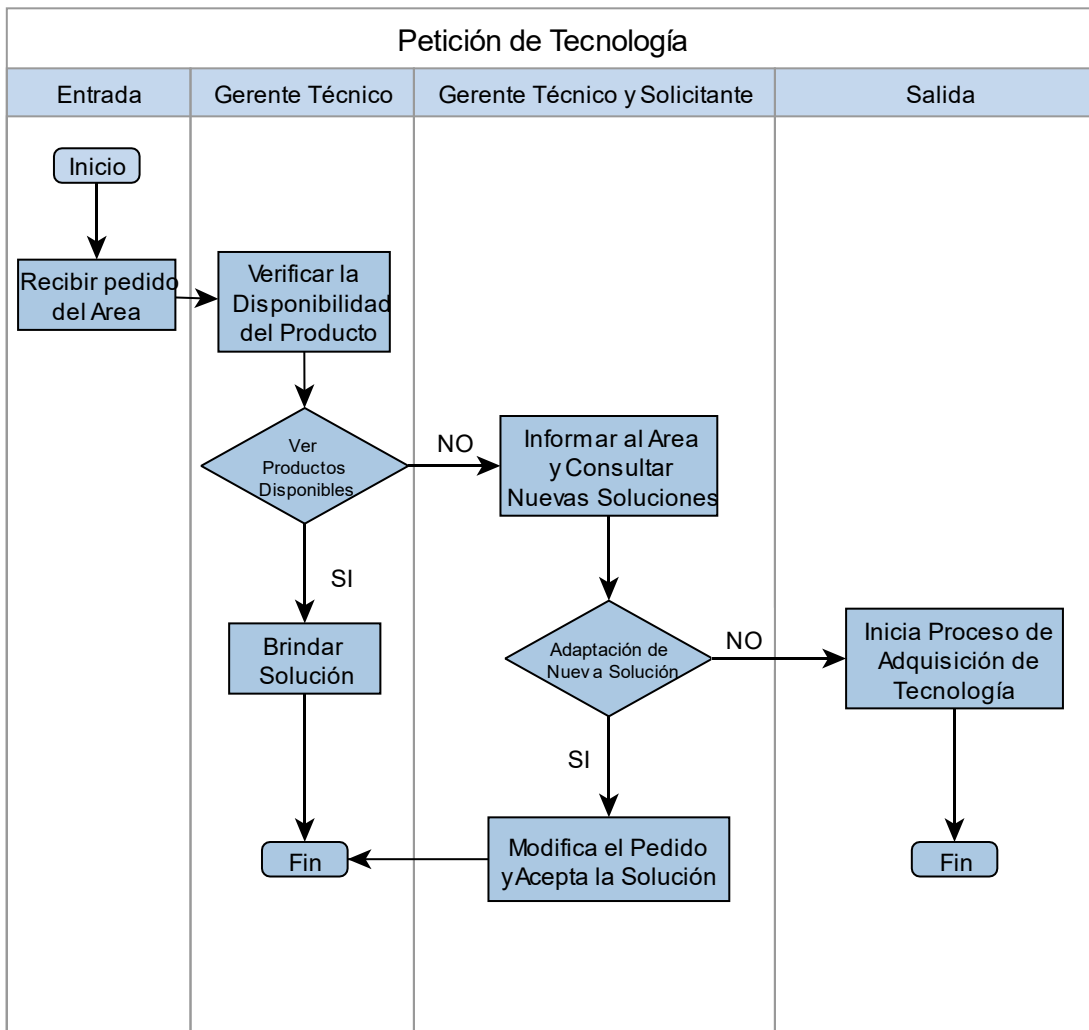 Petición de Tecnología
Entrada
Gerente Técnico
Gerente Técnico y Solicitante
Salida
Inicio
Recibir pedido
del Area
Verificar la
Disponibilidad
del Producto
Ver
Productos
Disponibles
NO
Informar al Area
y Consultar
Nuevas Soluciones
SI
Brindar
Solución
Adaptación de
Nueva Solución
NO
Inicia Proceso de
Adquisición de
Tecnología
SI
Modifica el Pedido
y Acepta la Solución
Fin
Fin